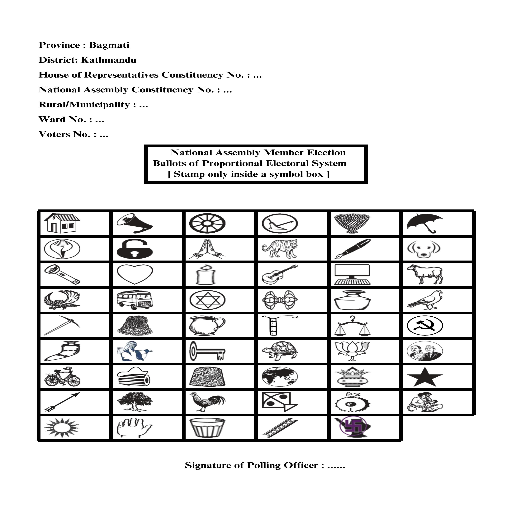 Province : Bagmati
District: Kathmandu
House of Representatives Constituency No. : ...
National Assembly Constituency No. : ...
Rural/Municipality : ...
Ward No. : ...
Voters No. : ...
National Assembly Member Election
Ballots of Proportional Electoral System
[ Stamp only inside a symbol box ]
Signature of Polling Officer : ......